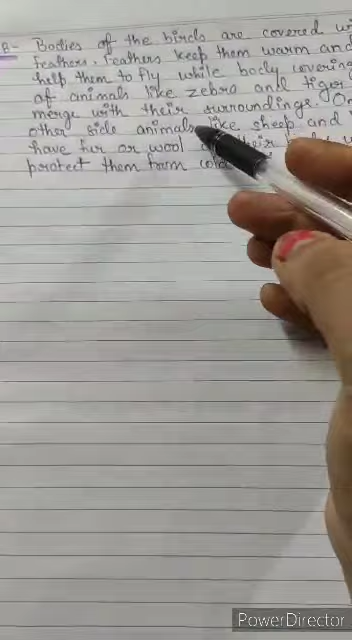 B- Bodies of the birds are covered
feathers. Feathers keep them warm and
help them to fly while body covering
of animals like zebra and tiger
merge with their surroundings. On
other side animals like sheep and
have fur or wool their
protect them from
PowerDirector